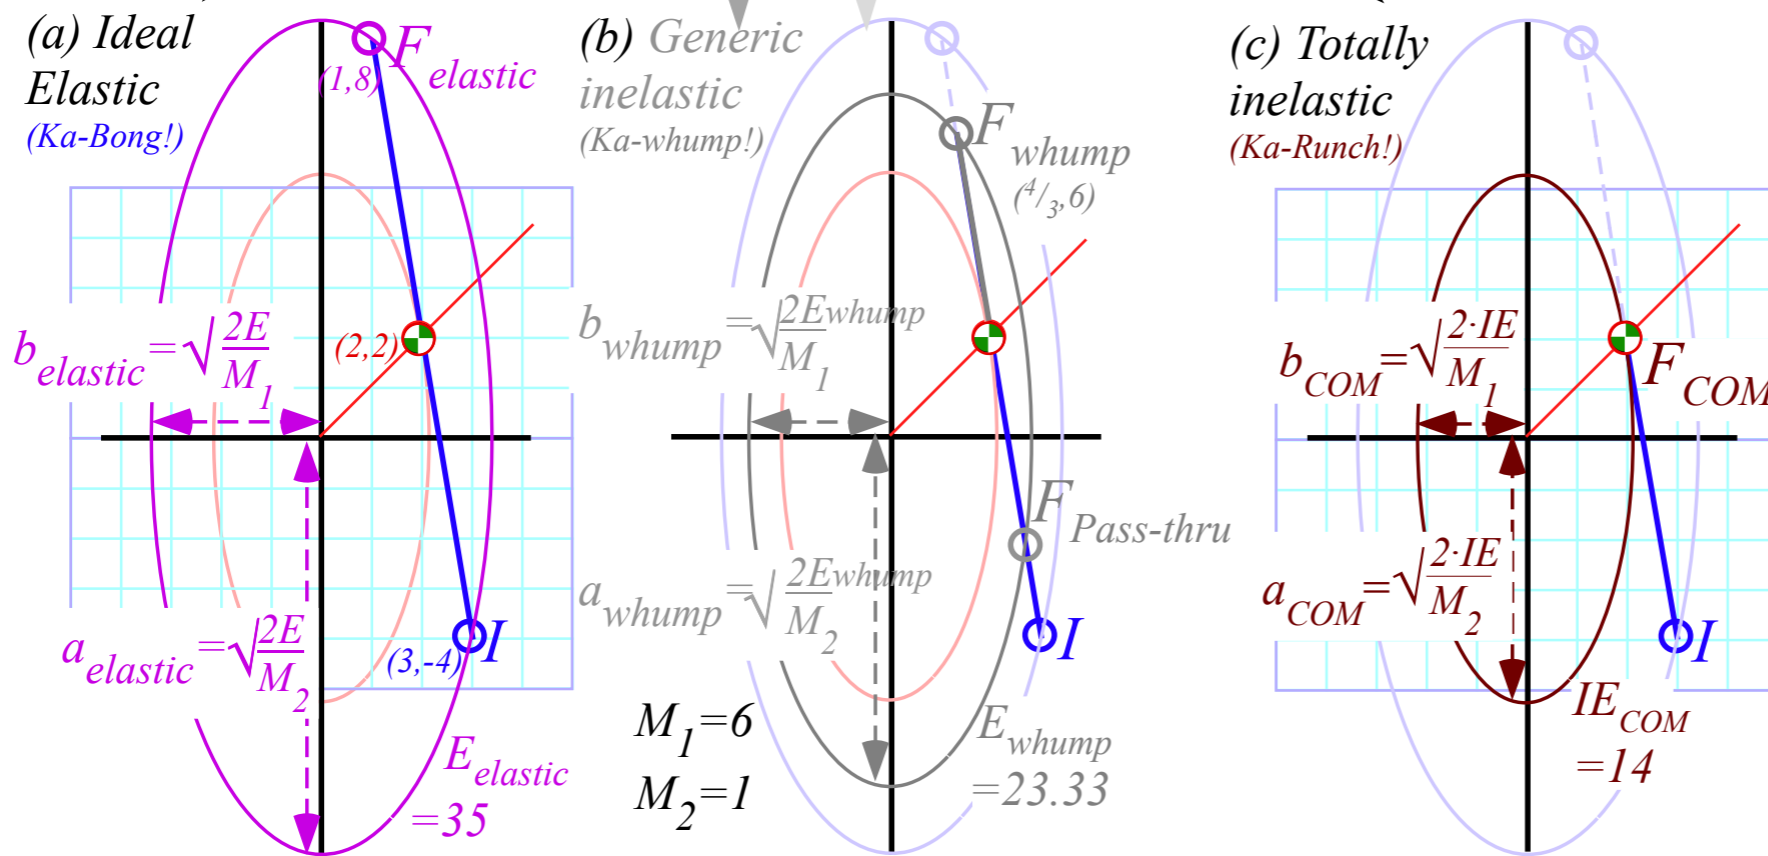 (a) Ideal
Elastic
(Ka-Bong!)
F elastic
(1,8)
b elastic = √2E/M1
(2,2)
a elastic = √2E/M2
(3,-4) I
E elastic
=35
(b) Generic
inelastic
(Ka-whump!)
F whump
(4/3,6)
b whump = √2Ewhump/M1
F Pass-thru
a whump = √2Ewhump/M2
I
M1=6
M2=1
E whump
=23.33
(c) Totally
inelastic
(Ka-Runch!)
b COM = √2·IE/M1
F COM
a COM = √2·IE/M2
I
IE COM
=14